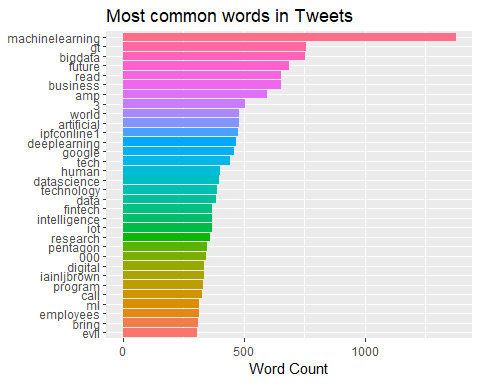 Most common words in Tweets
machinelearning
gt
bigdata
future
read
business
amp
3
world
artificial
ipfconline1
deeplearning
google
tech
human
datascience
technology
data
fintech
intelligence
iot
research
pentagon
000
digital
iainljbrown
program
call
ml
employees
bring
evil
0 500 1000
Word Count